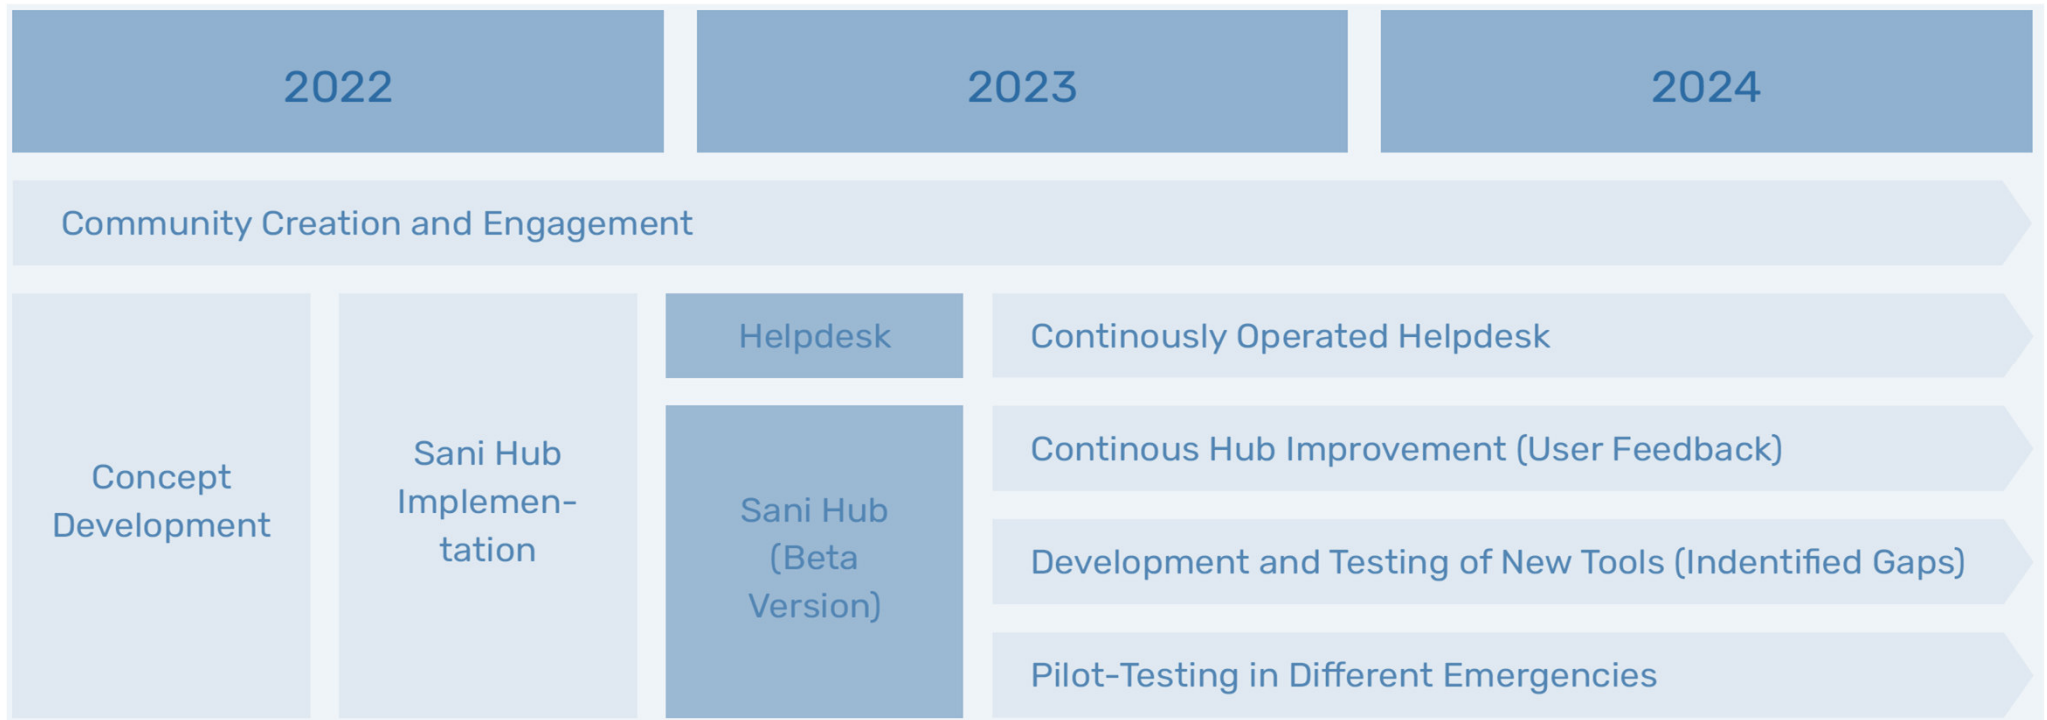 2022
2023
2024
Community Creation and Engagement
Concept
Development
Sani Hub
Implemen-
tation
Helpdesk
Sani Hub
(Beta
Version)
Continously Operated Helpdesk
Continous Hub Improvement (User Feedback)
Development and Testing of New Tools (Indentified Gaps)
Pilot-Testing in Different Emergencies